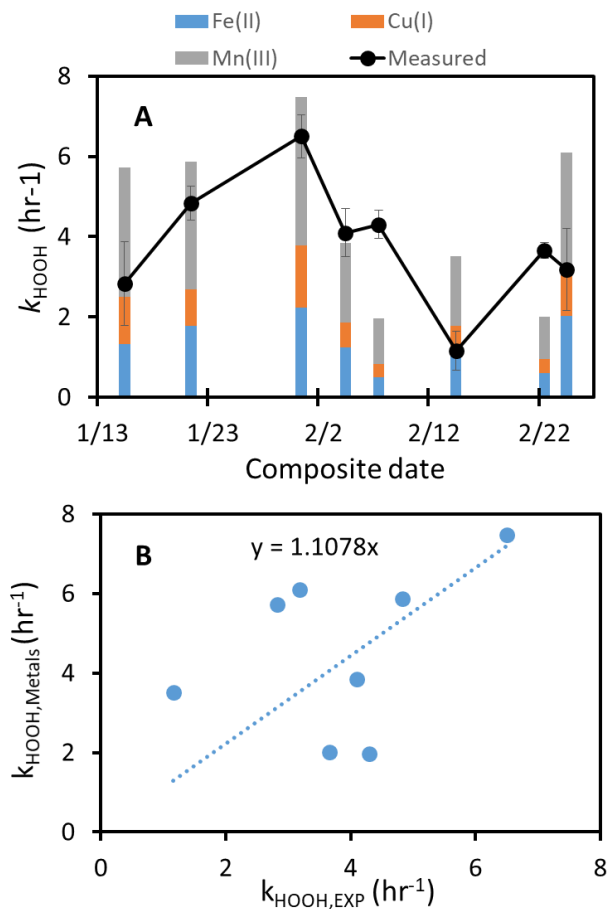 Fe(II) Cu(I)
Mn(III) Measured
A
8
6
4
2
0
kHOOH (hr-1)
1/13 1/23 2/2 2/12 2/22
Composite date
B
y = 1.1078x
8
6
4
2
0
kHOOH,Metals (hr⁻¹)
0 2 4 6 8
kHOOH,EXP (hr⁻¹)